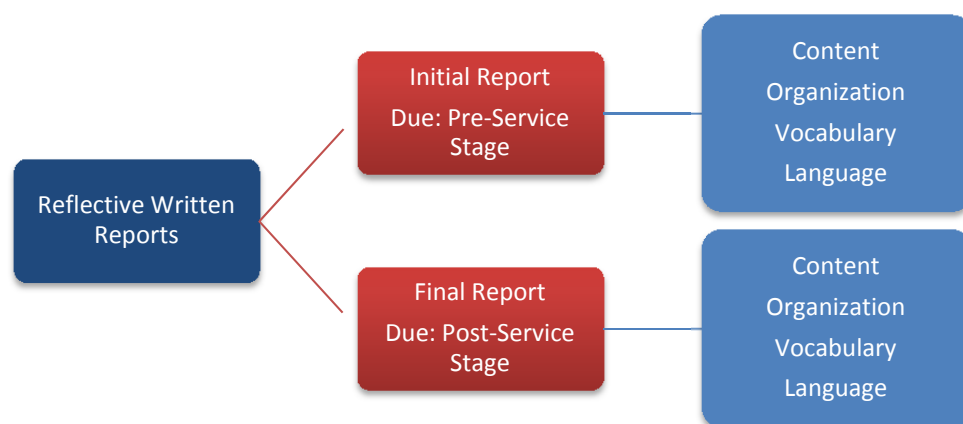 Reflective Written
Reports
Initial Report
Due: Pre-Service
Stage
Content
Organization
Vocabulary
Language
Final Report
Due: Post-Service
Stage
Content
Organization
Vocabulary
Language